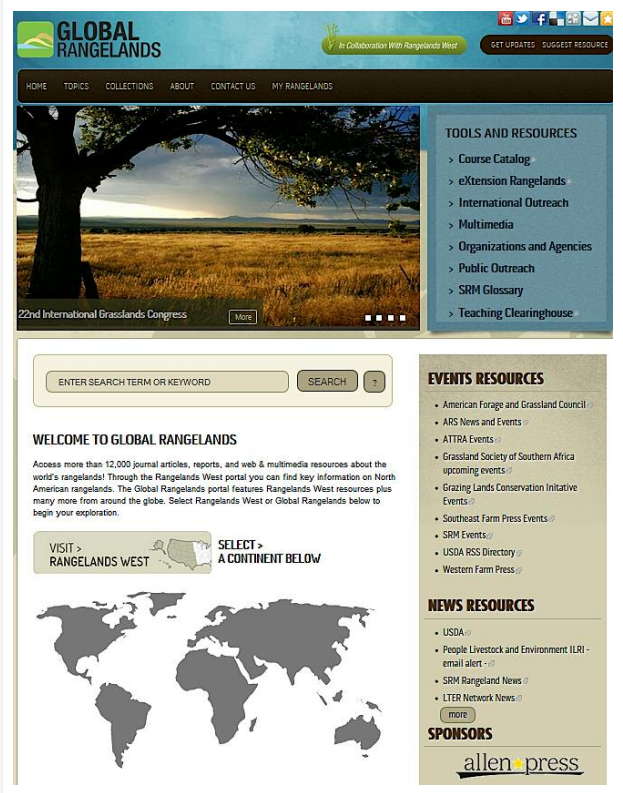 GLOBAL
RANGELANDS
In Collaboration With Rangelands West
GET UPDATES SUGGEST RESOURCE
HOME TOPICS COLLECTIONS ABOUT CONTACT US MY RANGELANDS
22nd International Grasslands Congress
More
TOOLS AND RESOURCES
> Course Catalog
> eXtension Rangelands
> International Outreach
> Multimedia
> Organizations and Agencies
> Public Outreach
> SRM Glossary
> Teaching Clearinghouse
ENTER SEARCH TERM OR KEYWORD
SEARCH
?
WELCOME TO GLOBAL RANGELANDS
Access more than 12,000 journal articles, reports, and web & multimedia resources about the
world's rangelands! Through the Rangelands West portal you can find key information on North
American rangelands. The Global Rangelands portal features Rangelands West resources plus
many more from around the globe. Select Rangelands West or Global Rangelands below to
begin your exploration.
VISIT >
RANGELANDS WEST
SELECT >
A CONTINENT BELOW
EVENTS RESOURCES
• American Forage and Grassland Council
• ARS News and Events
• ATTRA Events
• Grassland Society of Southern Africa
upcoming events
• Grazing Lands Conservation Initative
Events
• Southeast Farm Press Events
• SRM Events
• USDA RSS Directory
• Western Farm Press
NEWS RESOURCES
• USDA
• People Livestock and Environment ILRI -
email alert -
• SRM Rangeland News
• LTER Network News
more
SPONSORS
allen press